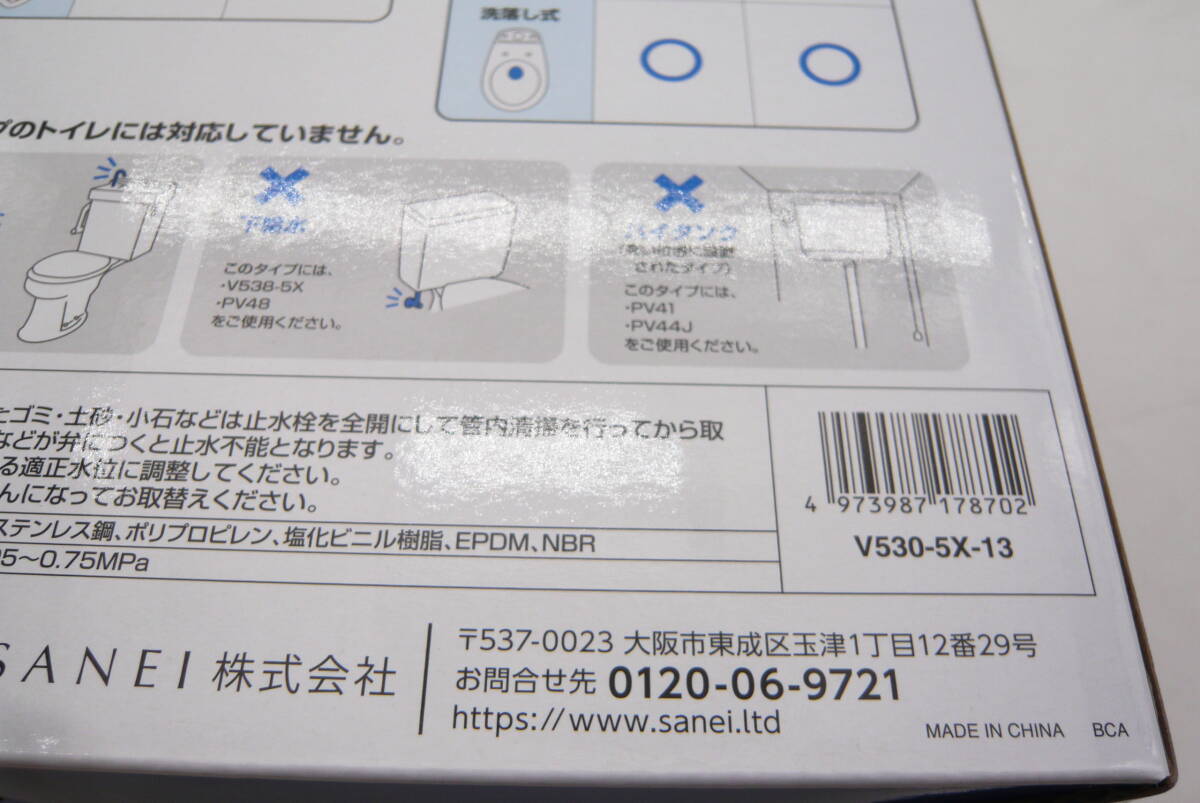 洗落し式
プのトイレには対応していません。
下給水
このタイプには、
・V538-5X
・PV48
をご使用ください。
ハイタンク
されたタイプ)
このタイプには、
・PV41
・PV44J
をご使用ください。
たゴミ・土砂・小石などは止水栓を全開にして管内清掃を行ってから取
などが弁につくと止水不能となります。
る適正水位に調整してください。
んになってお取替えください。
ステンレス鋼、ポリプロピレン、塩化ビニル樹脂、EPDM、NBR
05～0.75MPa
4 973987 178702
V530-5X-13
SANEI 株式会社
〒537-0023 大阪市東成区玉津1丁目12番29号
お問合せ先 0120-06-9721
https://www.sanei.ltd
MADE IN CHINA BCA